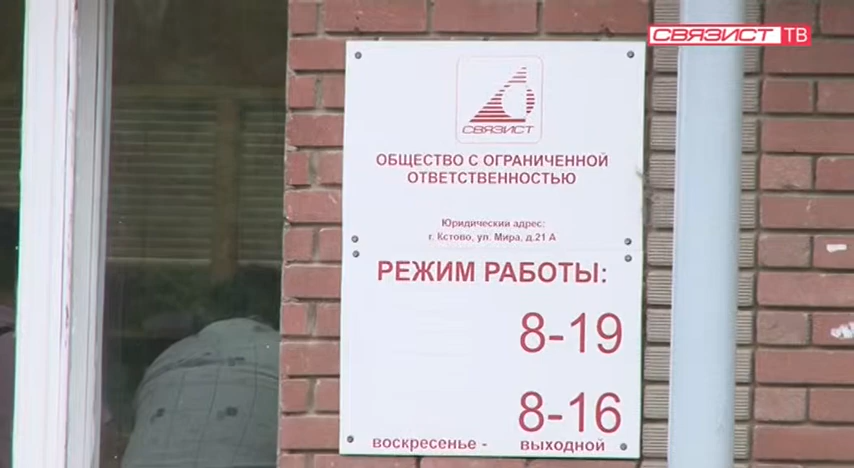 СВЯЗИСТ ТВ
СВЯЗИСТ
ОБЩЕСТВО С ОГРАНИЧЕННОЙ
ОТВЕТСТВЕННОСТЬЮ
Юридический адрес:
г. Кстово, ул. Мира, д.21 А
РЕЖИМ РАБОТЫ:
8-19
8-16
воскресенье - выходной